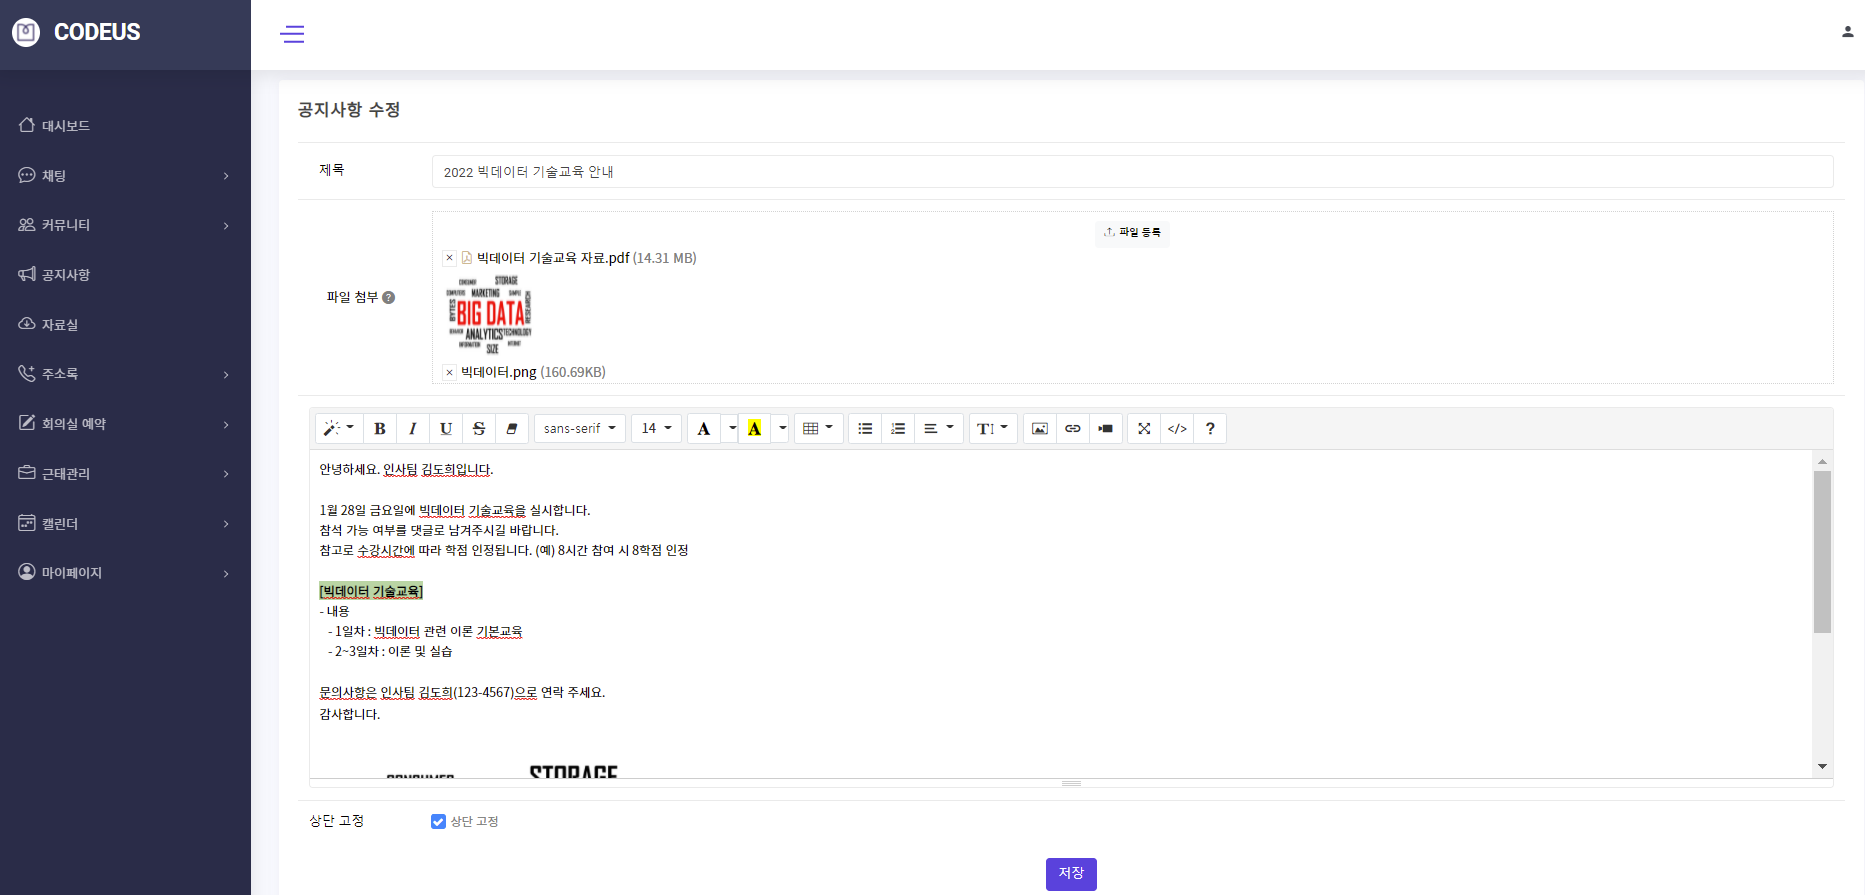 CODEUS
대시보드
채팅
커뮤니티
공지사항
자료실
주소록
회의실 예약
근태관리
캘린더
마이페이지
공지사항 수정
제목
2022 빅데이터 기술교육 안내
파일 첨부 ?
파일 등록
× 빅데이터 기술교육 자료.pdf (14.31 MB)
CONSUMER STORAGE
COMPUTERS MARKETING SAMPLE
BYTES BIG DATA RESEARCH
BEHAVIOR ANALYTICS TECHNOLOGY
INFORMATION SIZE INTERNET
× 빅데이터.png (160.69KB)
B I U S sans-serif 14 A A T </> ?
안녕하세요. 인사팀 김도희입니다.
1월 28일 금요일에 빅데이터 기술교육을 실시합니다.
참석 가능 여부를 댓글로 남겨주시길 바랍니다.
참고로 수강시간에 따라 학점 인정됩니다. (예) 8시간 참여 시 8학점 인정
[빅데이터 기술교육]
- 내용
- 1일차 : 빅데이터 관련 이론 기본교육
- 2~3일차 : 이론 및 실습
문의사항은 인사팀 김도희(123-4567)으로 연락 주세요.
감사합니다.
CONSUMER STORAGE
상단 고정
상단 고정
저장